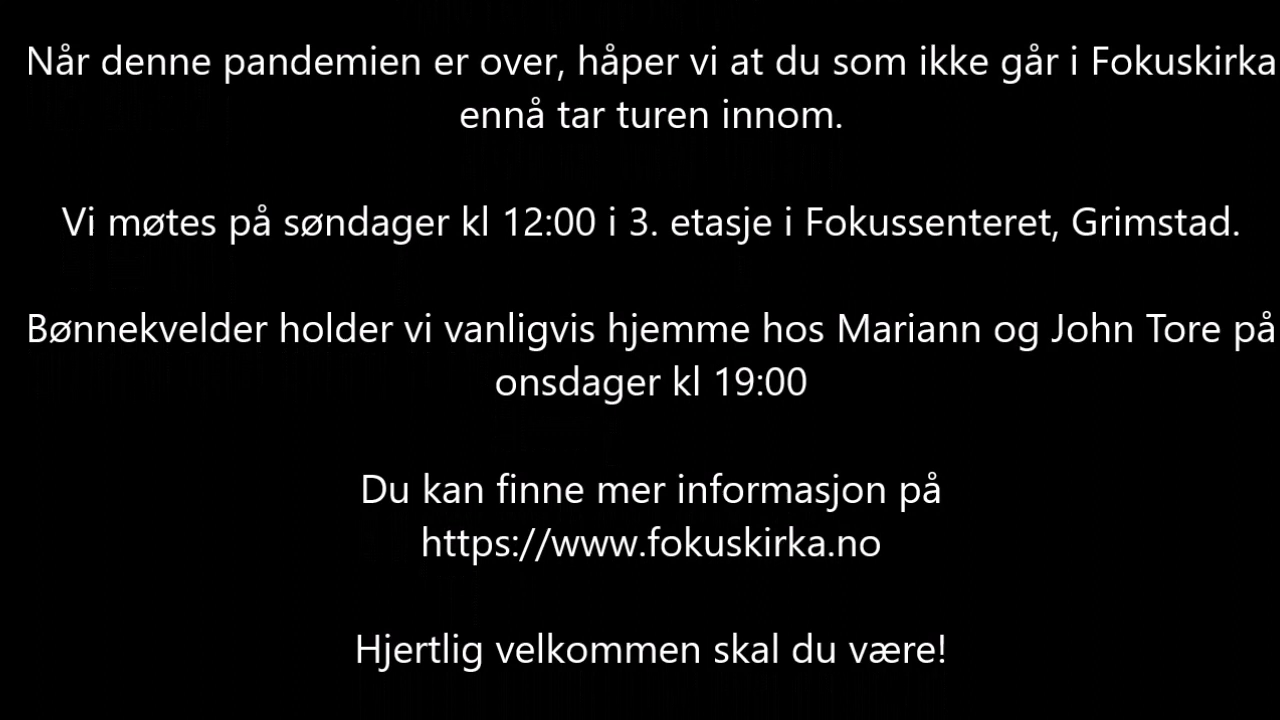 Når denne pandemien er over, håper vi at du som ikke går i Fokuskirka
ennå tar turen innom.
Vi møtes på søndager kl 12:00 i 3. etasje i Fokussenteret, Grimstad.
Bønnekvelder holder vi vanligvis hjemme hos Mariann og John Tore på
onsdager kl 19:00
Du kan finne mer informasjon på
https://www.fokuskirka.no
Hjertlig velkommen skal du være!